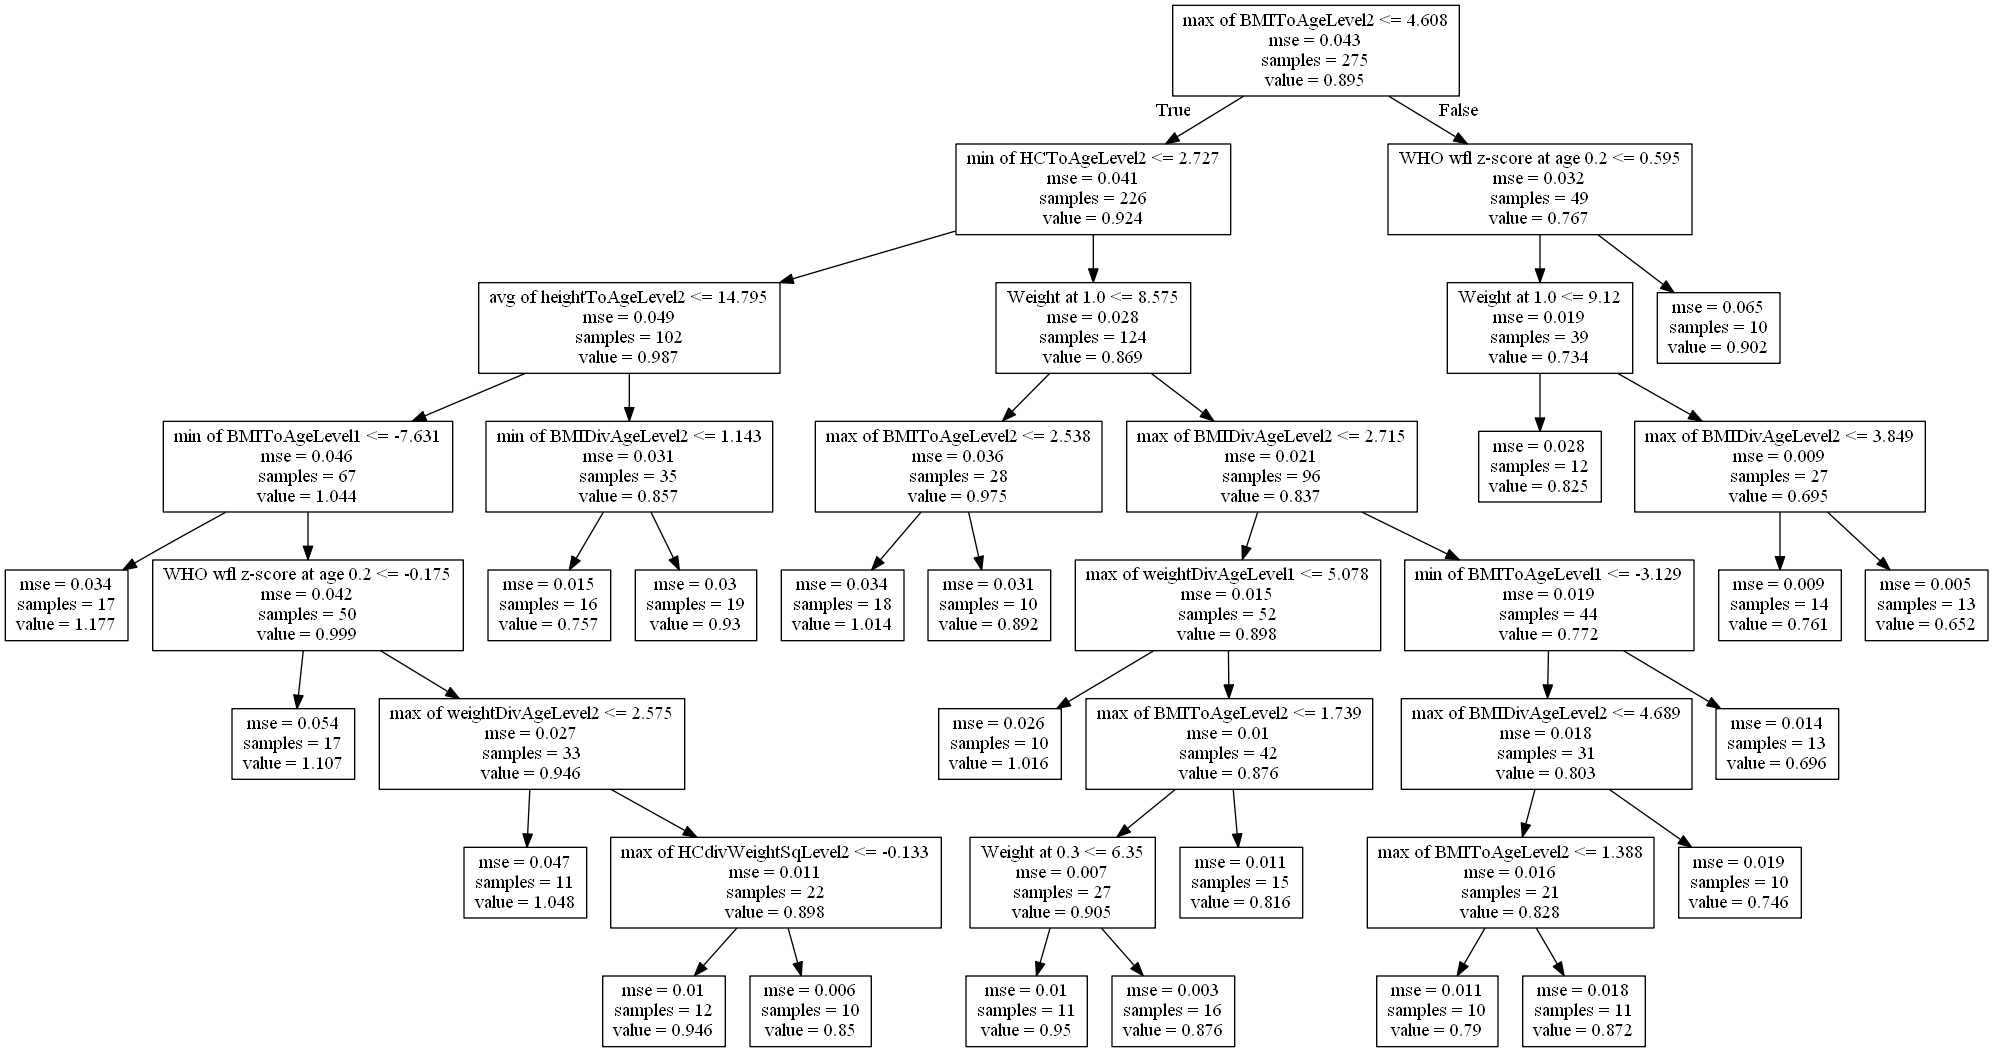 max of BMIToAgeLevel2 <= 4.608
mse = 0.043
samples = 275
value = 0.895
True
False
min of HCToAgeLevel2 <= 2.727
mse = 0.041
samples = 226
value = 0.924
WHO wfl z-score at age 0.2 <= 0.595
mse = 0.032
samples = 49
value = 0.767
avg of heightToAgeLevel2 <= 14.795
mse = 0.049
samples = 102
value = 0.987
Weight at 1.0 <= 8.575
mse = 0.028
samples = 124
value = 0.869
Weight at 1.0 <= 9.12
mse = 0.019
samples = 39
value = 0.734
mse = 0.065
samples = 10
value = 0.902
min of BMIToAgeLevel1 <= -7.631
mse = 0.046
samples = 67
value = 1.044
min of BMIDivAgeLevel2 <= 1.143
mse = 0.031
samples = 35
value = 0.857
max of BMIToAgeLevel2 <= 2.538
mse = 0.036
samples = 28
value = 0.975
max of BMIDivAgeLevel2 <= 2.715
mse = 0.021
samples = 96
value = 0.837
mse = 0.028
samples = 12
value = 0.825
max of BMIDivAgeLevel2 <= 3.849
mse = 0.009
samples = 27
value = 0.695
mse = 0.034
samples = 17
value = 1.177
WHO wfl z-score at age 0.2 <= -0.175
mse = 0.042
samples = 50
value = 0.999
mse = 0.015
samples = 16
value = 0.757
mse = 0.03
samples = 19
value = 0.93
mse = 0.034
samples = 18
value = 1.014
mse = 0.031
samples = 10
value = 0.892
max of weightDivAgeLevel1 <= 5.078
mse = 0.015
samples = 52
value = 0.898
min of BMIToAgeLevel1 <= -3.129
mse = 0.019
samples = 44
value = 0.772
mse = 0.009
samples = 14
value = 0.761
mse = 0.005
samples = 13
value = 0.652
mse = 0.054
samples = 17
value = 1.107
max of weightDivAgeLevel2 <= 2.575
mse = 0.027
samples = 33
value = 0.946
mse = 0.026
samples = 10
value = 1.016
max of BMIToAgeLevel2 <= 1.739
mse = 0.01
samples = 42
value = 0.876
max of BMIDivAgeLevel2 <= 4.689
mse = 0.018
samples = 31
value = 0.803
mse = 0.014
samples = 13
value = 0.696
mse = 0.047
samples = 11
value = 1.048
max of HCdivWeightSqLevel2 <= -0.133
mse = 0.011
samples = 22
value = 0.898
Weight at 0.3 <= 6.35
mse = 0.007
samples = 27
value = 0.905
mse = 0.011
samples = 15
value = 0.816
max of BMIToAgeLevel2 <= 1.388
mse = 0.016
samples = 21
value = 0.828
mse = 0.019
samples = 10
value = 0.746
mse = 0.01
samples = 12
value = 0.946
mse = 0.006
samples = 10
value = 0.85
mse = 0.01
samples = 11
value = 0.95
mse = 0.003
samples = 16
value = 0.876
mse = 0.011
samples = 10
value = 0.79
mse = 0.018
samples = 11
value = 0.872